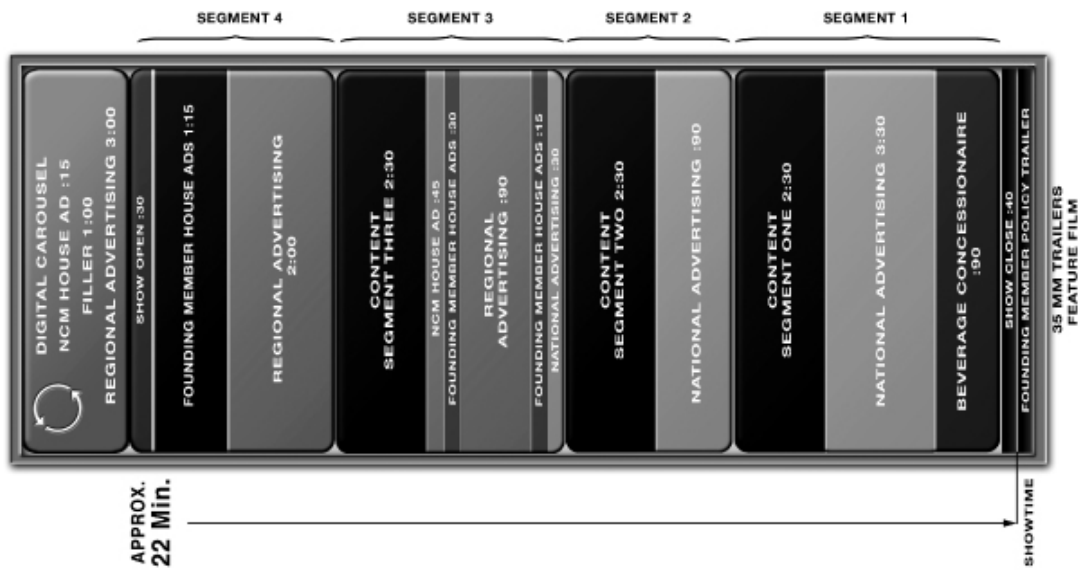 SEGMENT 4
SEGMENT 3
SEGMENT 2
SEGMENT 1
DIGITAL CAROUSEL
NCM HOUSE AD :15
FILLER 1:00
REGIONAL ADVERTISING 3:00
SHOW OPEN :30
FOUNDING MEMBER HOUSE ADS 1:15
REGIONAL ADVERTISING
2:00
CONTENT
SEGMENT THREE 2:30
NCM HOUSE AD :45
FOUNDING MEMBER HOUSE ADS :30
REGIONAL
ADVERTISING :90
FOUNDING MEMBER HOUSE ADS :15
NATIONAL ADVERTISING :30
CONTENT
SEGMENT TWO 2:30
NATIONAL ADVERTISING :90
CONTENT
SEGMENT ONE 2:30
NATIONAL ADVERTISING 3:30
BEVERAGE CONCESSIONAIRE
:90
SHOW CLOSE :40
FOUNDING MEMBER POLICY TRAILER
35 MM TRAILERS
FEATURE FILM
APPROX.
22 Min.
SHOWTIME